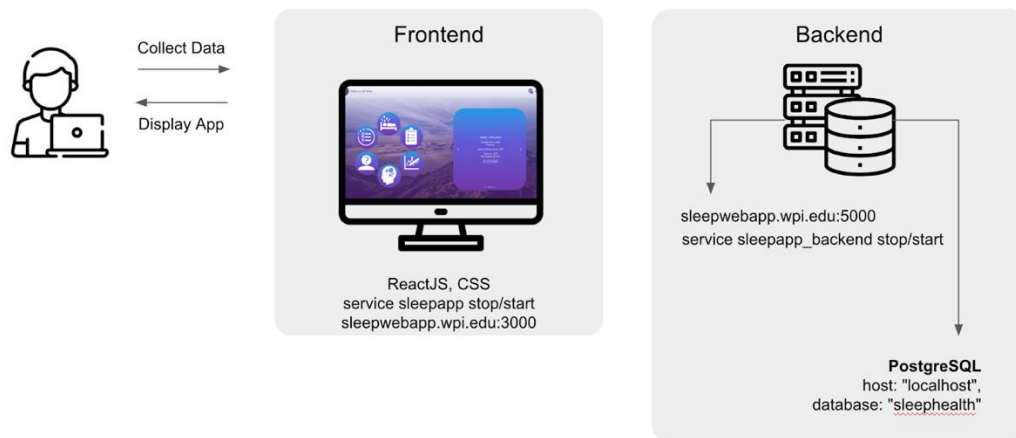 Collect Data
Display App
Frontend
ReactJS, CSS
service sleepapp stop/start
sleepwebapp.wpi.edu:3000
Backend
sleepwebapp.wpi.edu:5000
service sleepapp_backend stop/start
PostgreSQL
host: "localhost",
database: "sleephealth"